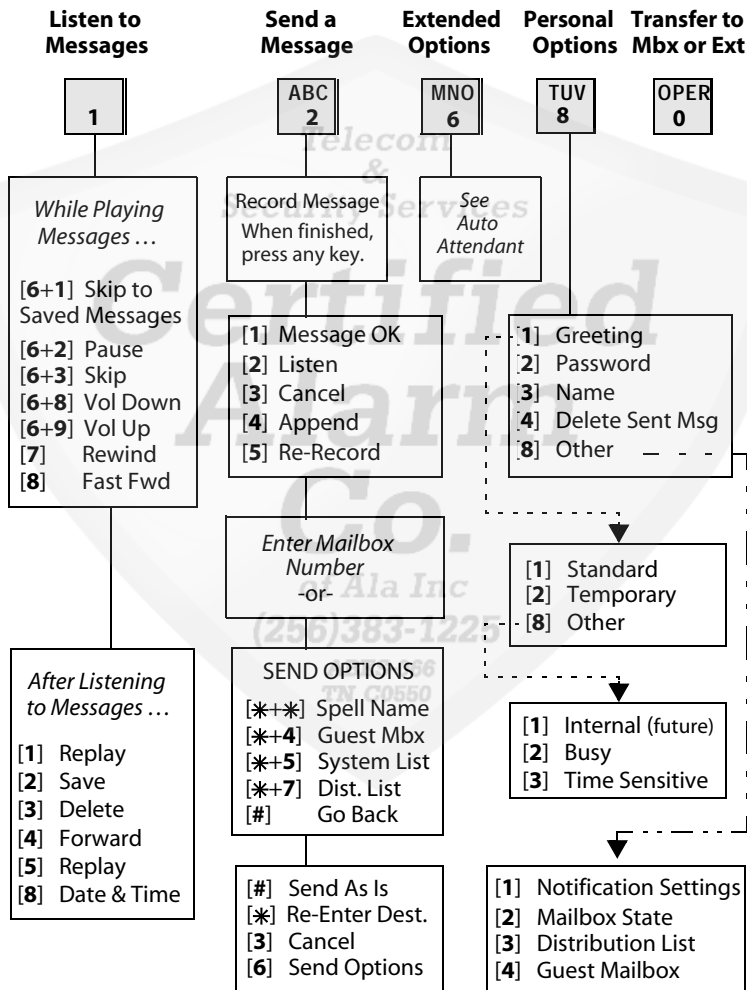 Listen to
Messages
Send a
Message
Extended
Options
Personal
Options
Transfer to
Mbx or Ext
1
ABC
2
MNO
6
TUV
8
OPER
0
While Playing
Messages …
[6+1] Skip to
Saved Messages
[6+2] Pause
[6+3] Skip
[6+8] Vol Down
[6+9] Vol Up
[7] Rewind
[8] Fast Fwd
After Listening
to Messages …
[1] Replay
[2] Save
[3] Delete
[4] Forward
[5] Replay
[8] Date & Time
Record Message
When finished,
press any key.
[1] Message OK
[2] Listen
[3] Cancel
[4] Append
[5] Re-Record
Enter Mailbox
Number
-or-
SEND OPTIONS
[*+*] Spell Name
[*+4] Guest Mbx
[*+5] System List
[*+7] Dist. List
[#] Go Back
[#] Send As Is
[*] Re-Enter Dest.
[3] Cancel
[6] Send Options
See
Auto
Attendant
[1] Greeting
[2] Password
[3] Name
[4] Delete Sent Msg
[8] Other
[1] Standard
[2] Temporary
[8] Other
[1] Internal (future)
[2] Busy
[3] Time Sensitive
[1] Notification Settings
[2] Mailbox State
[3] Distribution List
[4] Guest Mailbox
Telecom
&
Security Services
Certified
Alarm
Co.
of Ala Inc
(256)383-1225
TN C0550